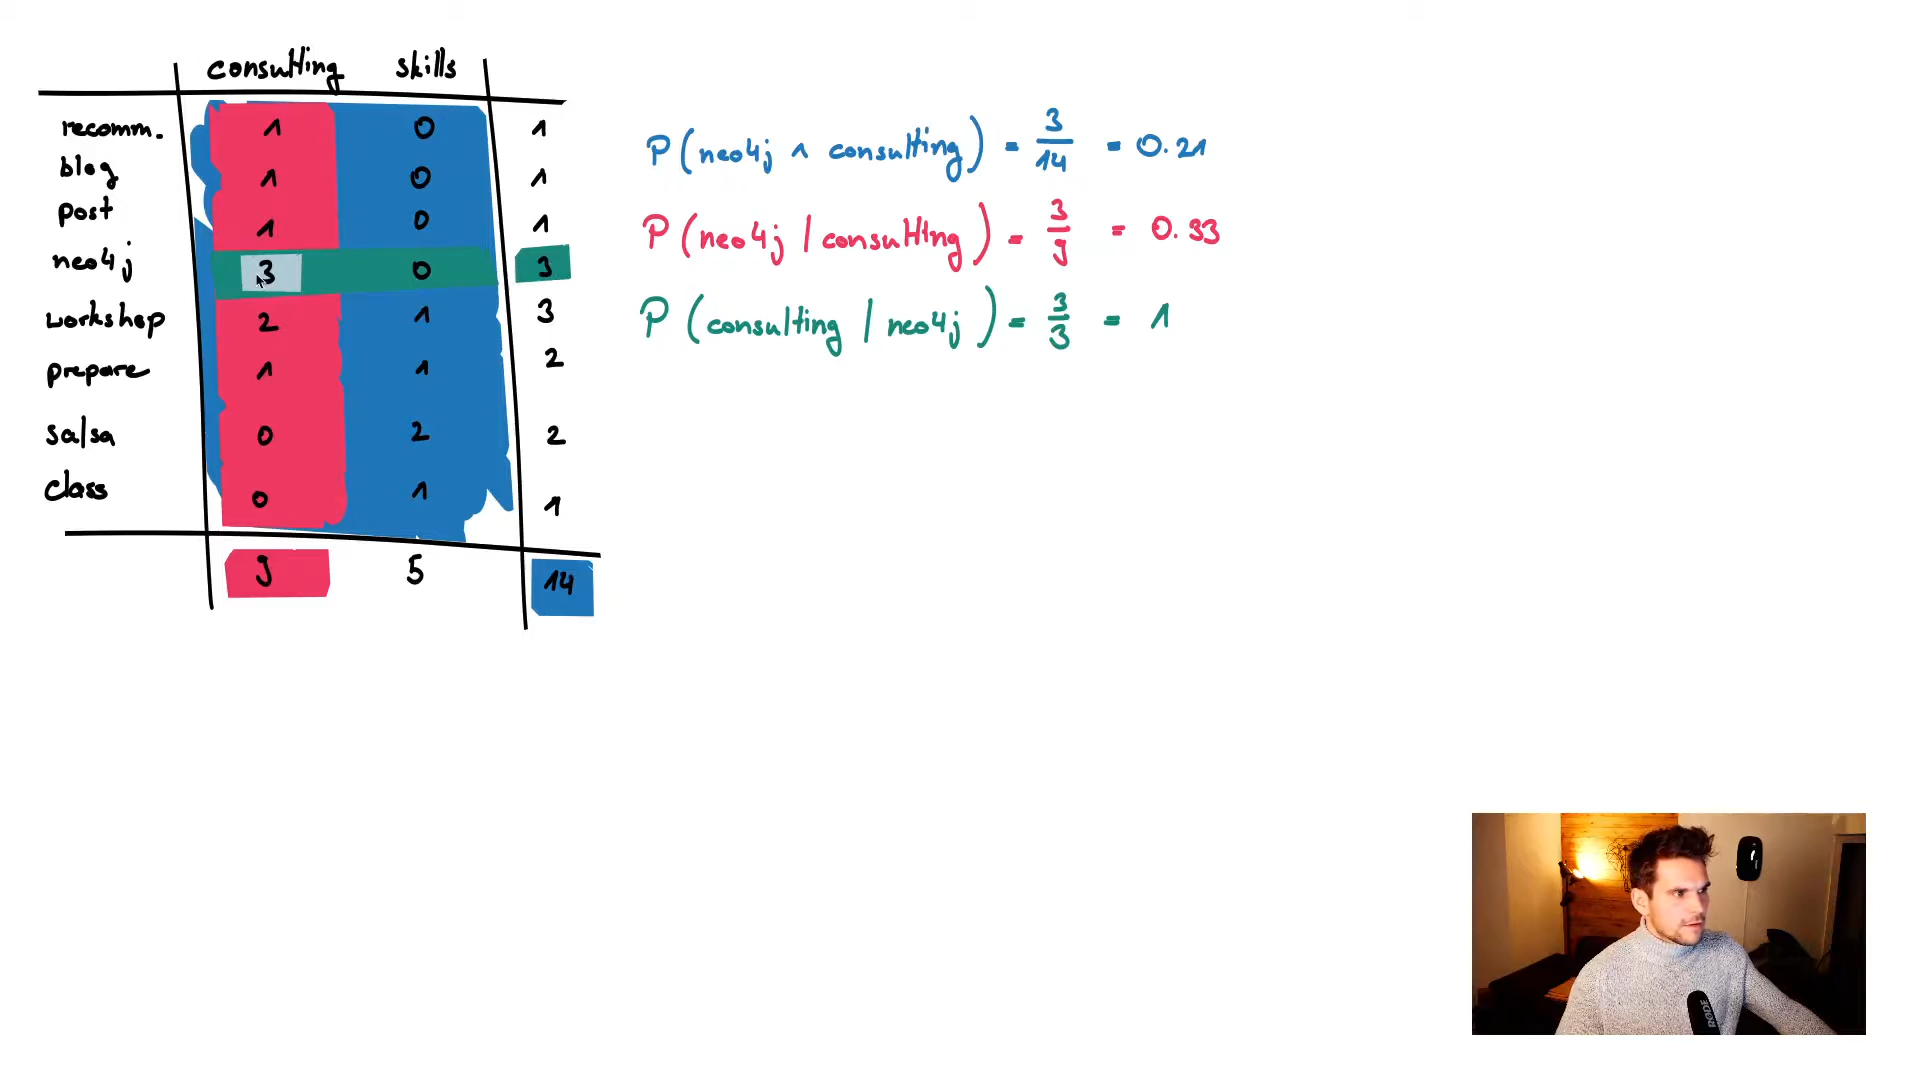 consulting skills
recomm. 1 0 1
blog 1 0 1
post 1 0 1
neo4j 3 0 3
workshop 2 1 3
prepare 1 1 2
salsa 0 2 2
class 0 1 1
9 5 14
P(neo4j ∧ consulting) = 3/14 = 0.21
P(neo4j | consulting) = 3/9 = 0.33
P(consulting | neo4j) = 3/3 = 1
RODE